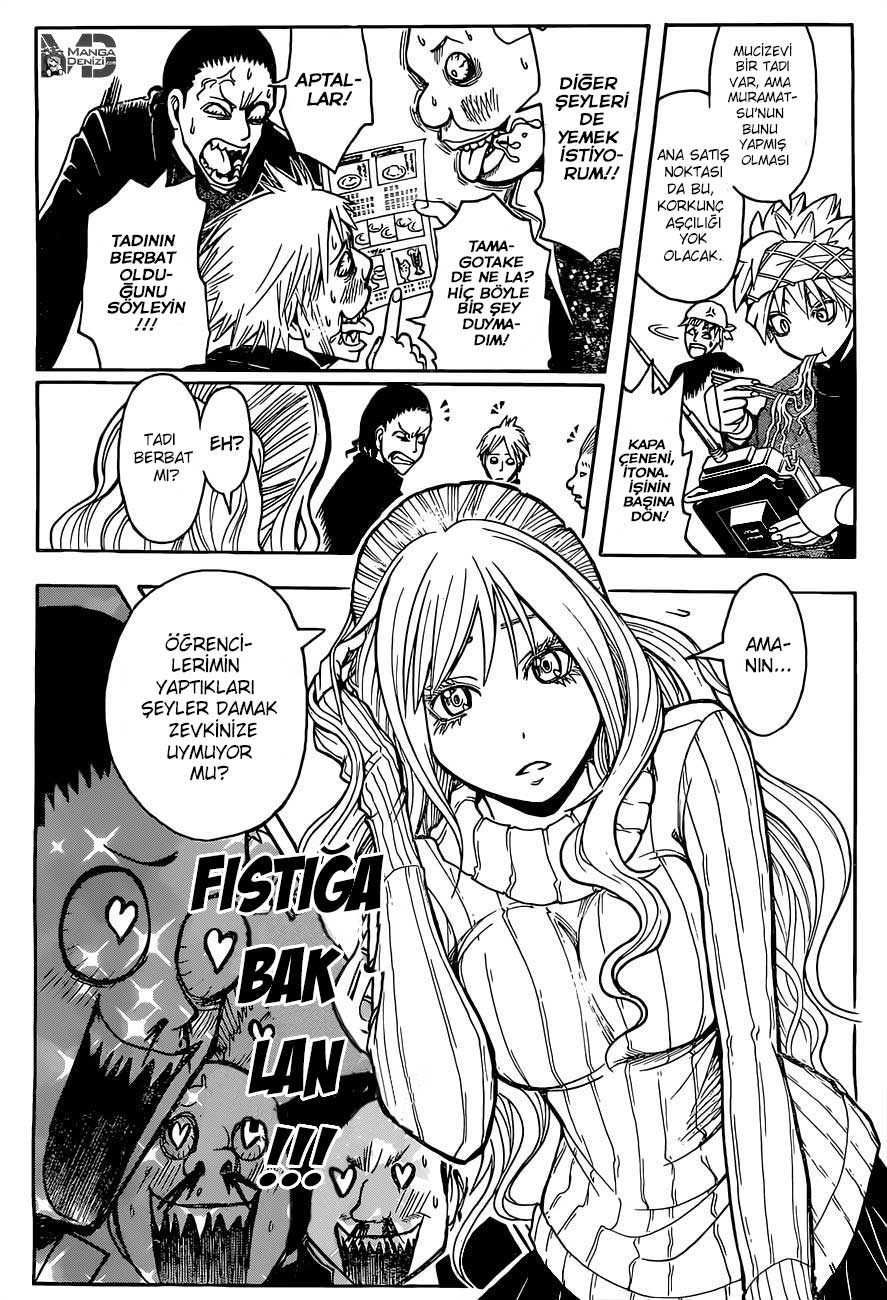 MANGA
DENİZİ
MUCİZEVİ
BİR TADI
VAR, AMA
MURAMAT-
SU'NUN
BUNU
YAPMIŞ
OLMASI
ANA SATIŞ
NOKTASI
DA BU,
KORKUNÇ
AŞÇILIĞI
YOK
OLACAK.
KAPA
ÇENENİ,
İTONA.
İŞİNİN
BAŞINA
DÖN!
DİĞER
ŞEYLERİ
DE
YEMEK
İSTİYO-
RUM!!
TAMA-
GOTAKE
DE NE LA?
HİÇ BÖYLE
BİR ŞEY
DUYMA-
DIM!
APTAL-
LAR!
TADININ
BERBAT
OLDU-
ĞUNU
SÖYLEYİN
!!!
EH?
TADI
BERBAT
MI?
AMA-
NIN...
ÖĞRENCİ-
LERİMİN
YAPTIKLARI
ŞEYLER DAMAK
ZEVKİNİZE
UYMUYOR
MU?
FISTIĞA
BAK
LAN
!!!